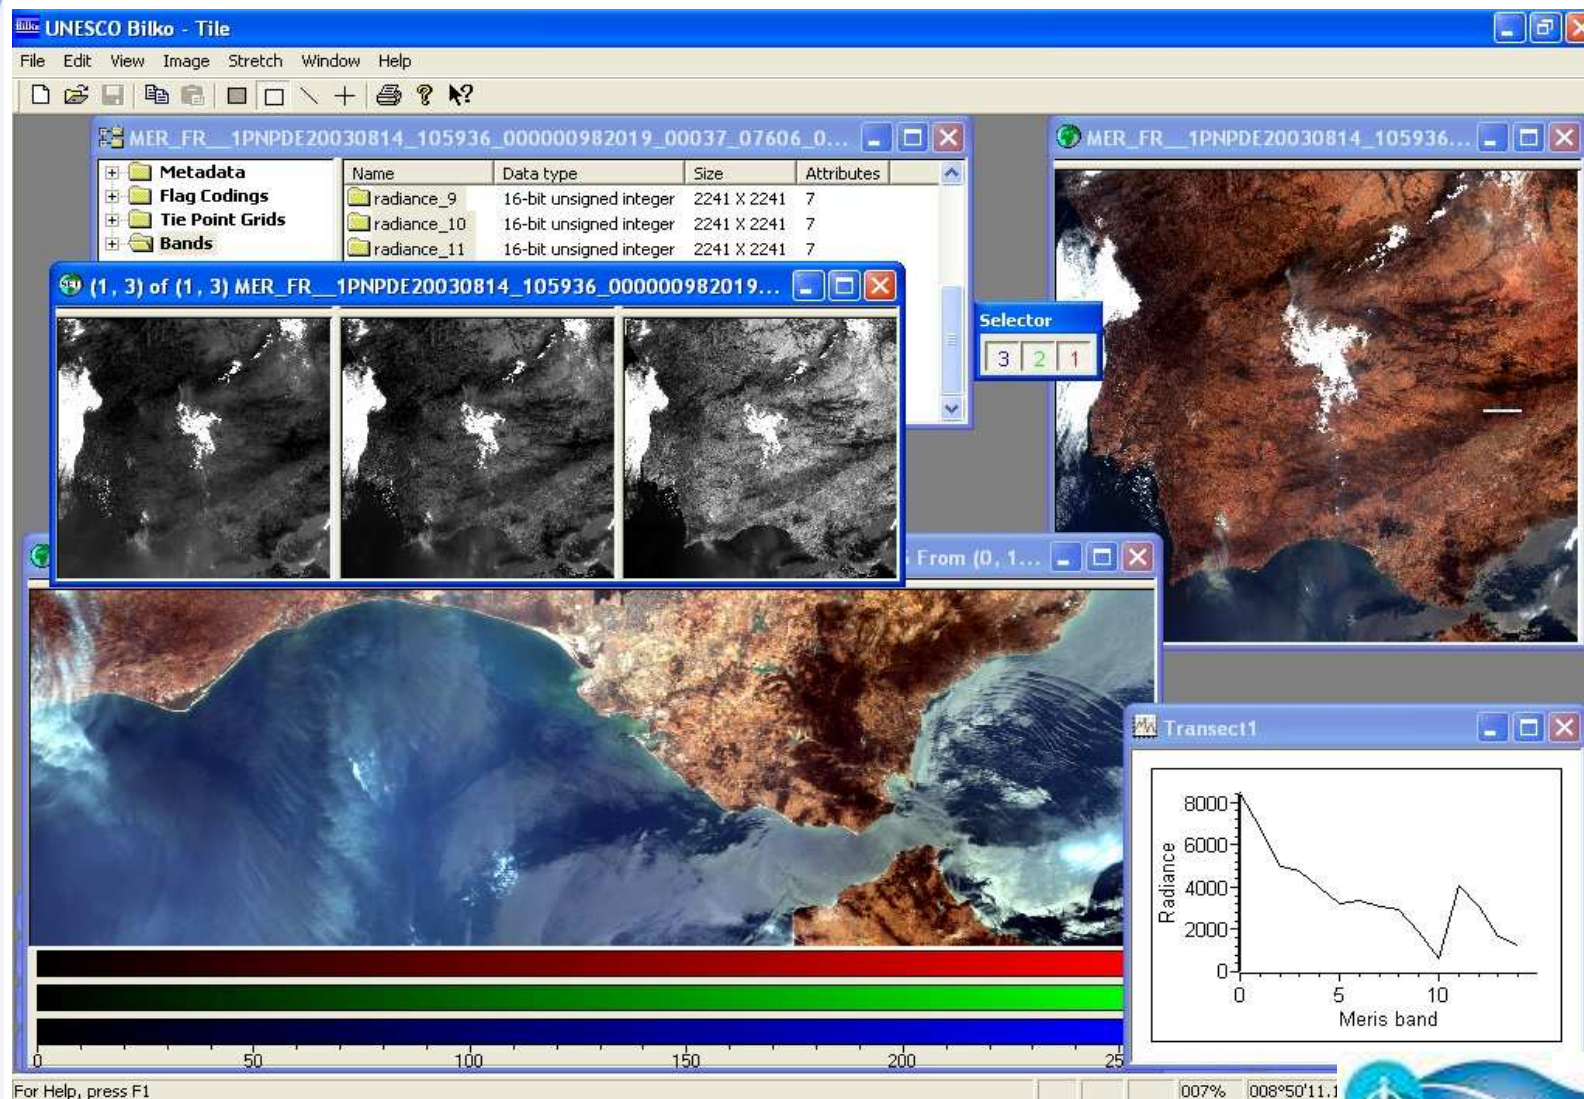 UNESCO Bilko - Tile
File Edit View Image Stretch Window Help
MER_FR__1PNPDE20030814_105936_000000982019_00037_07606_0...
Metadata
Flag Codings
Tie Point Grids
Bands
Name Data type Size Attributes
radiance_9 16-bit unsigned integer 2241 X 2241 7
radiance_10 16-bit unsigned integer 2241 X 2241 7
radiance_11 16-bit unsigned integer 2241 X 2241 7
MER_FR__1PNPDE20030814_105936...
(1, 3) of (1, 3) MER_FR__1PNPDE20030814_105936_000000982019...
Selector
3 2 1
From (0, 1...
0 50 100 150 200 25
Transect1
Radiance
8000
6000
4000
2000
0
0 5 10
Meris band
For Help, press F1
007% 008°50'11.1